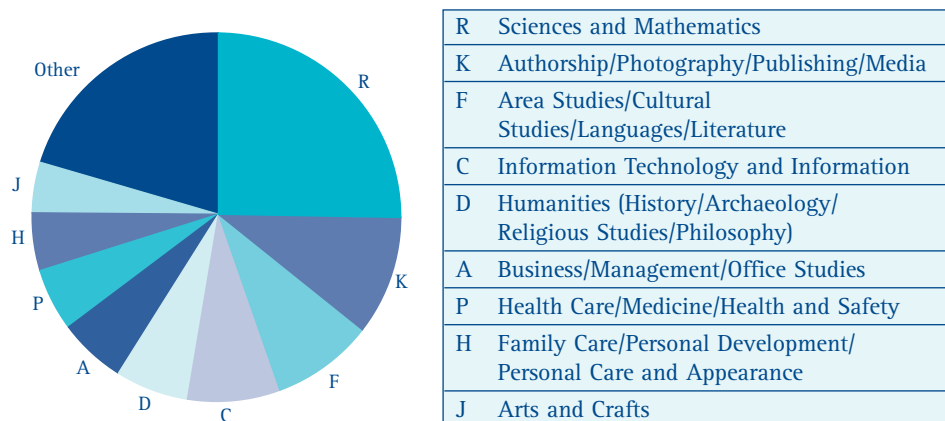 Other
R
J
H
K
P
A
F
D
C
R Sciences and Mathematics
K Authorship/Photography/Publishing/Media
F Area Studies/Cultural
Studies/Languages/Literature
C Information Technology and Information
D Humanities (History/Archaeology/
Religious Studies/Philosophy)
A Business/Management/Office Studies
P Health Care/Medicine/Health and Safety
H Family Care/Personal Development/
Personal Care and Appearance
J Arts and Crafts